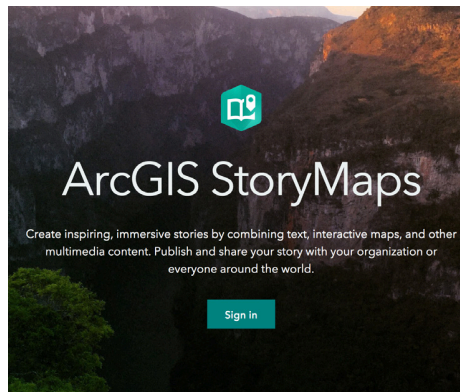 ArcGIS StoryMaps
Create inspiring, immersive stories by combining text, interactive maps, and other
multimedia content. Publish and share your story with your organization or
everyone around the world.
Sign in